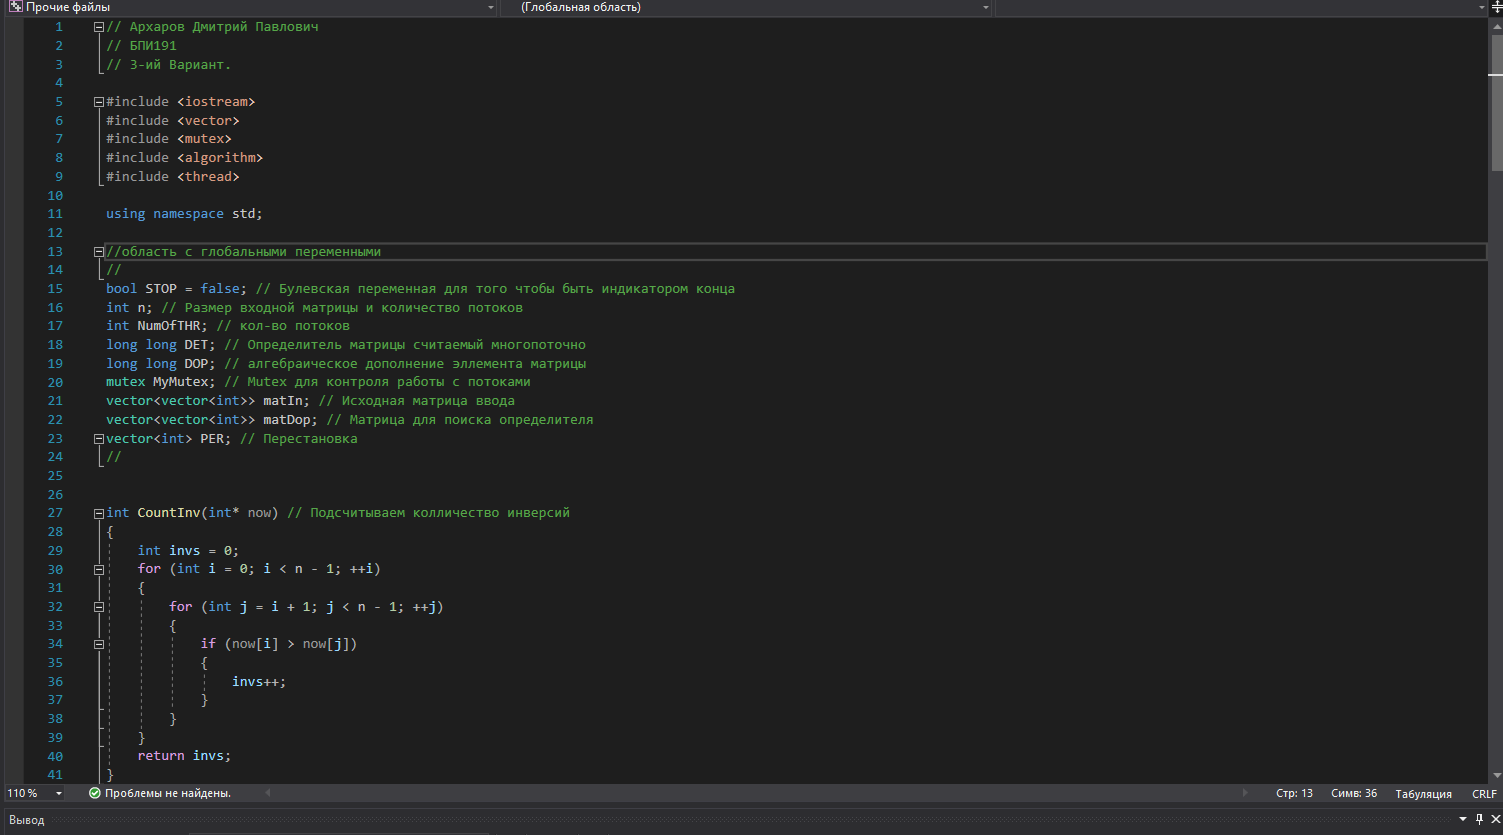 Прочие файлы (Глобальная область)
1 // Архаров Дмитрий Павлович
2 // БПИ191
3 // 3-ий Вариант.
4
5 #include <iostream>
6 #include <vector>
7 #include <mutex>
8 #include <algorithm>
9 #include <thread>
10
11 using namespace std;
12
13 //область с глобальными переменными
14 //
15 bool STOP = false; // Булевская переменная для того чтобы быть индикатором конца
16 int n; // Размер входной матрицы и количество потоков
17 int NumOfTHR; // кол-во потоков
18 long long DET; // Определитель матрицы считаемый многопоточно
19 long long DOP; // алгебраическое дополнение эллемента матрицы
20 mutex MyMutex; // Mutex для контроля работы с потоками
21 vector<vector<int>> matIn; // Исходная матрица ввода
22 vector<vector<int>> matDop; // Матрица для поиска определителя
23 vector<int> PER; // Перестановка
24 //
25
26
27 int CountInv(int* now) // Подсчитываем колличество инверсий
28 {
29 int invs = 0;
30 for (int i = 0; i < n - 1; ++i)
31 {
32 for (int j = i + 1; j < n - 1; ++j)
33 {
34 if (now[i] > now[j])
35 {
36 invs++;
37 }
38 }
39 }
40 return invs;
41 }
110 % Проблемы не найдены. Стр: 13 Симв: 36 Табуляция CRLF
Вывод